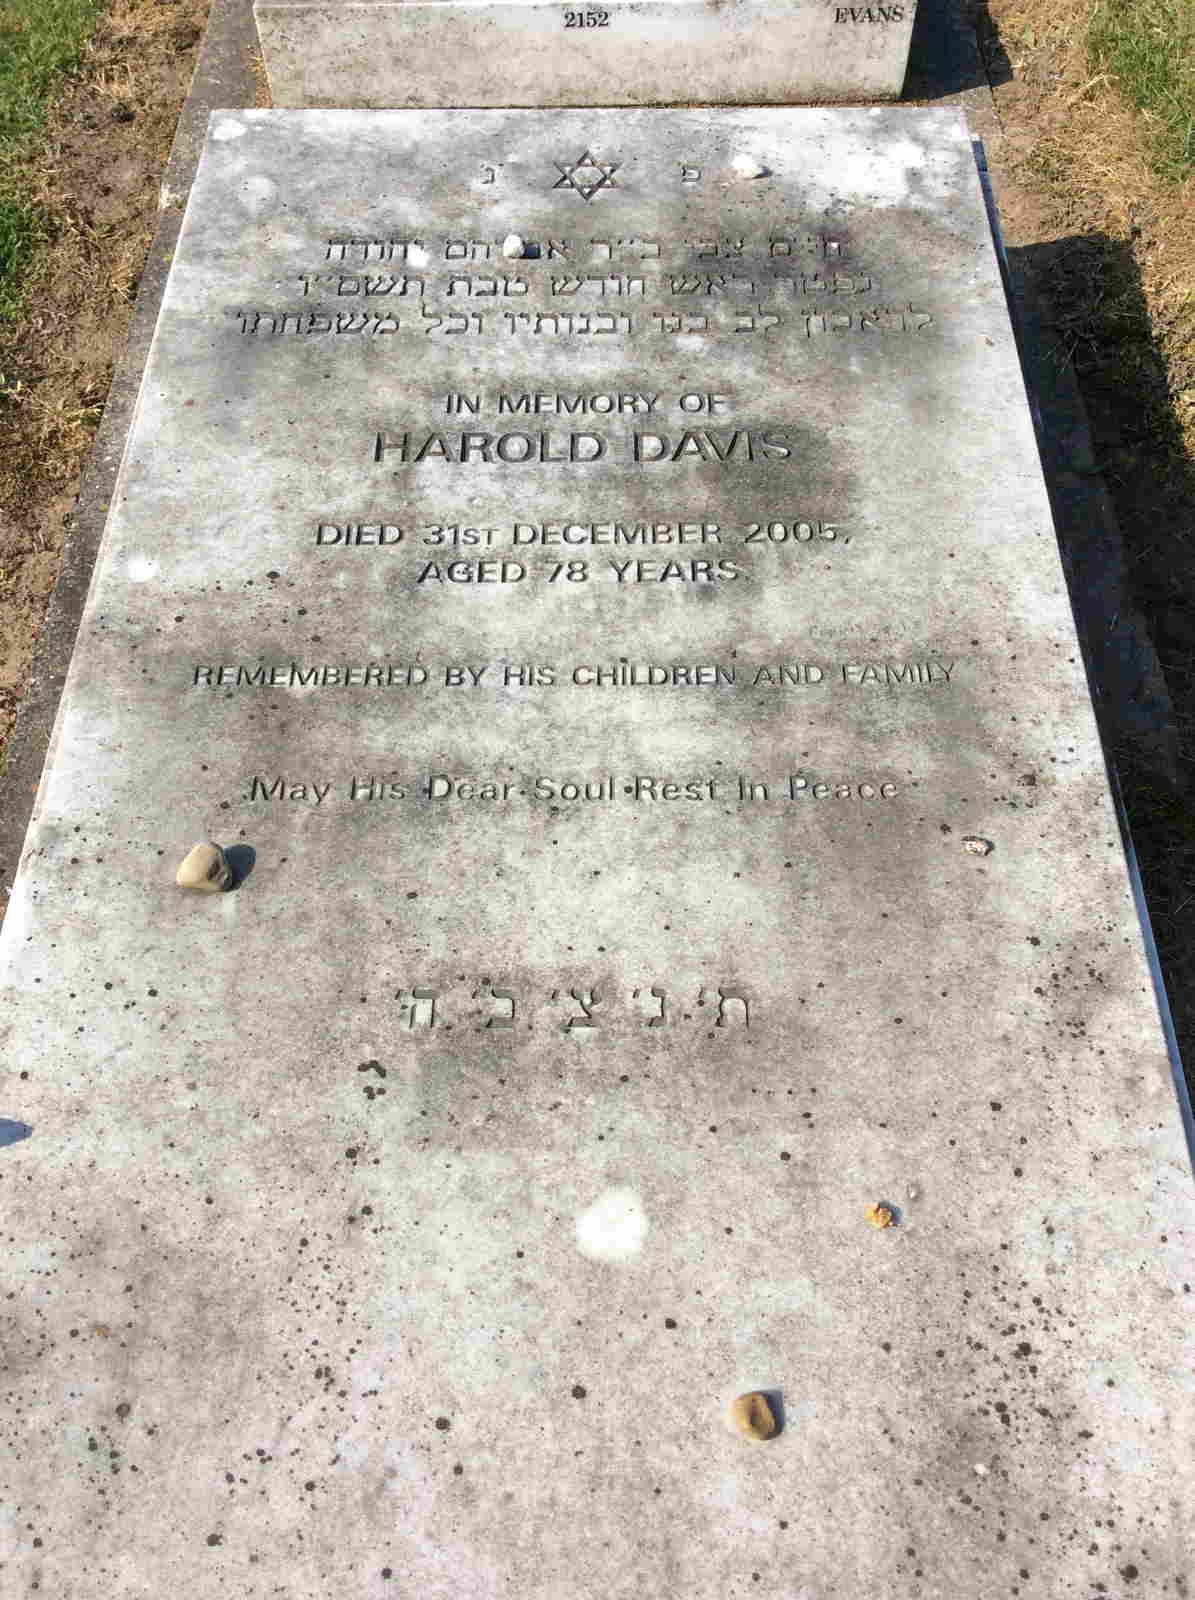 2152 EVANS
פ נ
חיים צבי ב״ר אברהם יהודה
נפטר ראש חודש טבת תשס״ו
לדאבון לב בניו ובנותיו וכל משפחתו
IN MEMORY OF
HAROLD DAVIS
DIED 31ST DECEMBER 2005,
AGED 78 YEARS.
REMEMBERED BY HIS CHILDREN AND FAMILY
May His Dear Soul Rest In Peace
ת׳ נ׳ צ׳ ב׳ ה׳